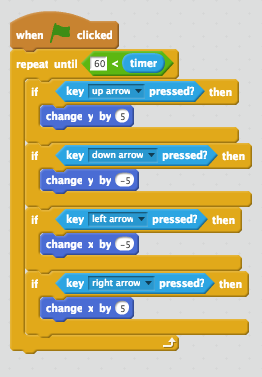 when clicked
repeat until 60 < timer
if key up arrow pressed? then
change y by 5
if key down arrow pressed? then
change y by -5
if key left arrow pressed? then
change x by -5
if key right arrow pressed? then
change x by 5